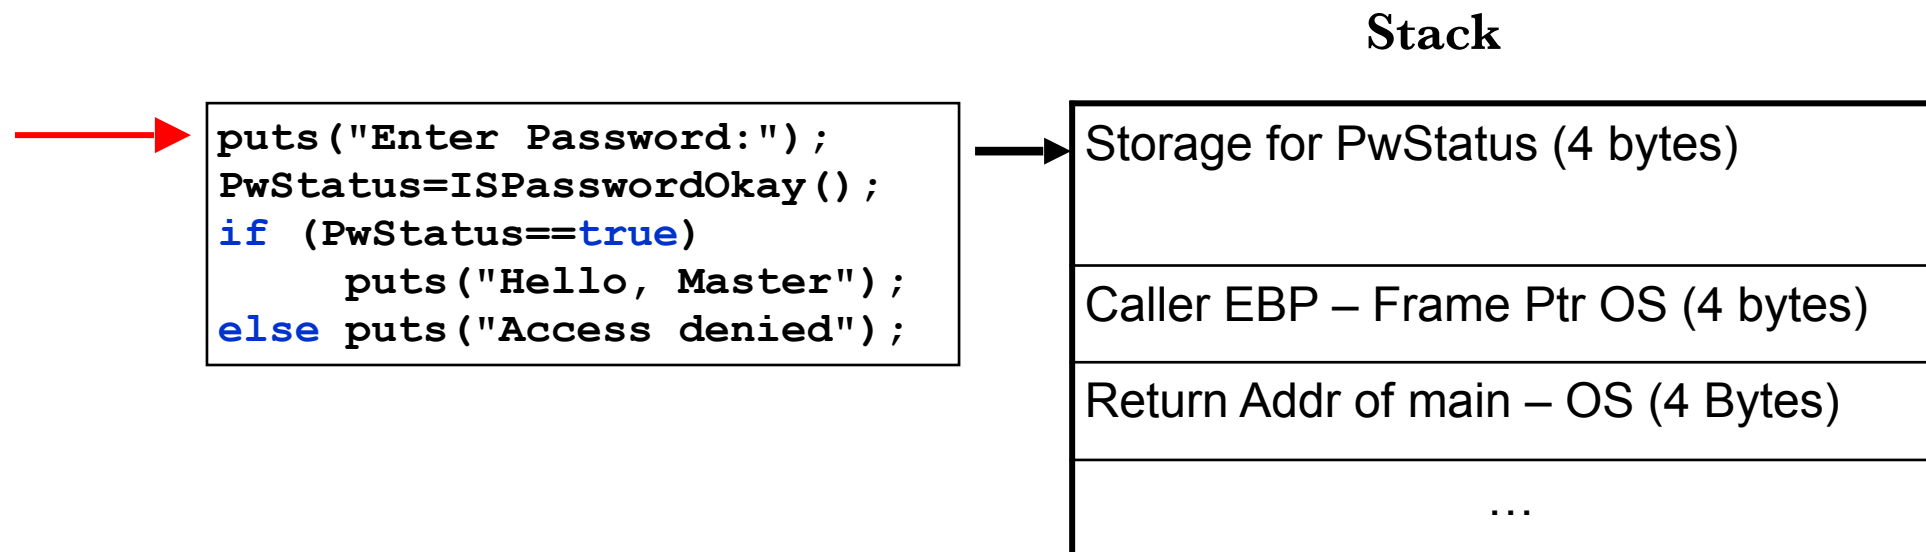 Stack
puts("Enter Password:");
PwStatus=ISPasswordOkay();
if (PwStatus==true)
puts("Hello, Master");
else puts("Access denied");
Storage for PwStatus (4 bytes)
Caller EBP – Frame Ptr OS (4 bytes)
Return Addr of main – OS (4 Bytes)
…